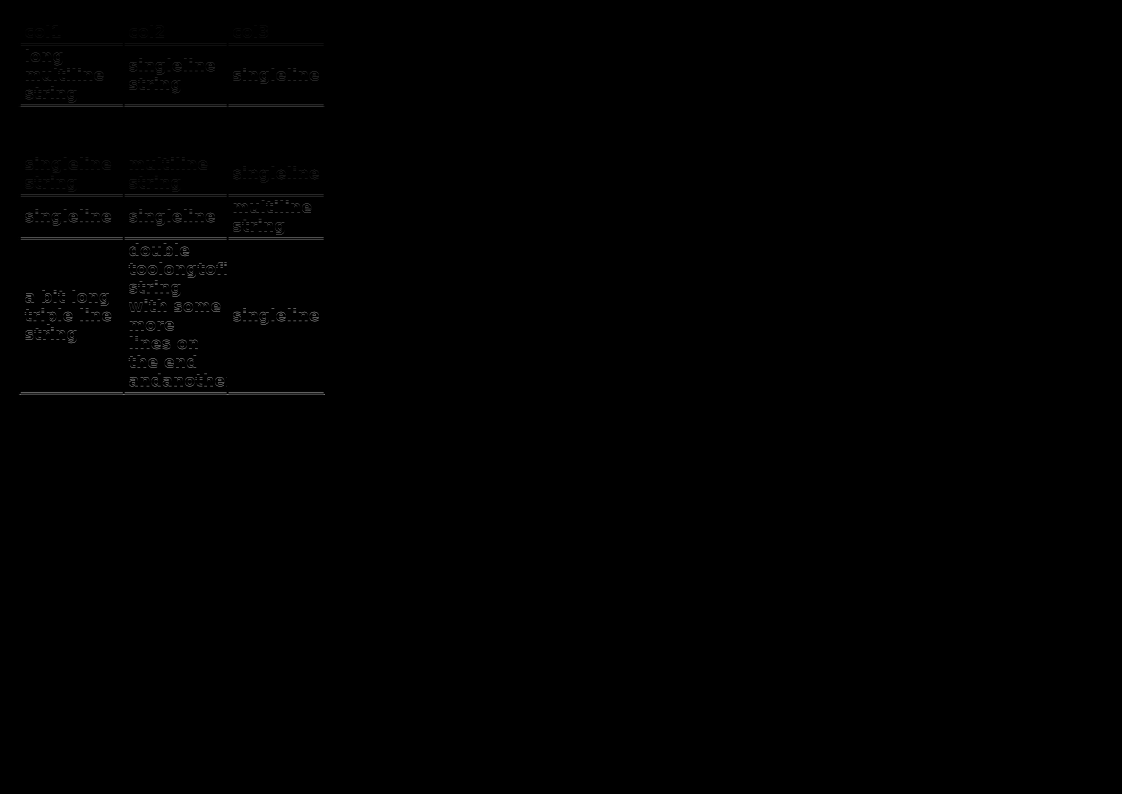 col1 col2 col3
long
multiline
string
singleline
string
singleline
singleline
string
multiline
string
singleline
singleline
singleline
multiline
string
a bit long
triple line
string
double
string
with some
more
lines on
the end
andanothe
singleline